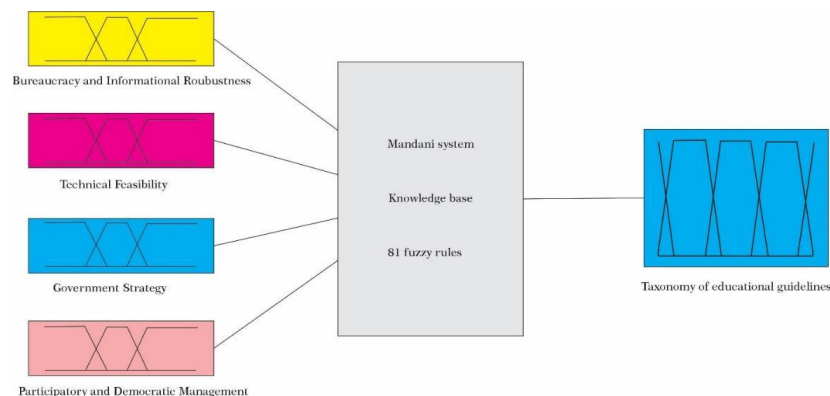 Bureaucracy and Informational Roubustness
Technical Feasibility
Government Strategy
Participatory and Democratic Management
Mandani system
Knowledge base
81 fuzzy rules
Taxonomy of educational guidelines